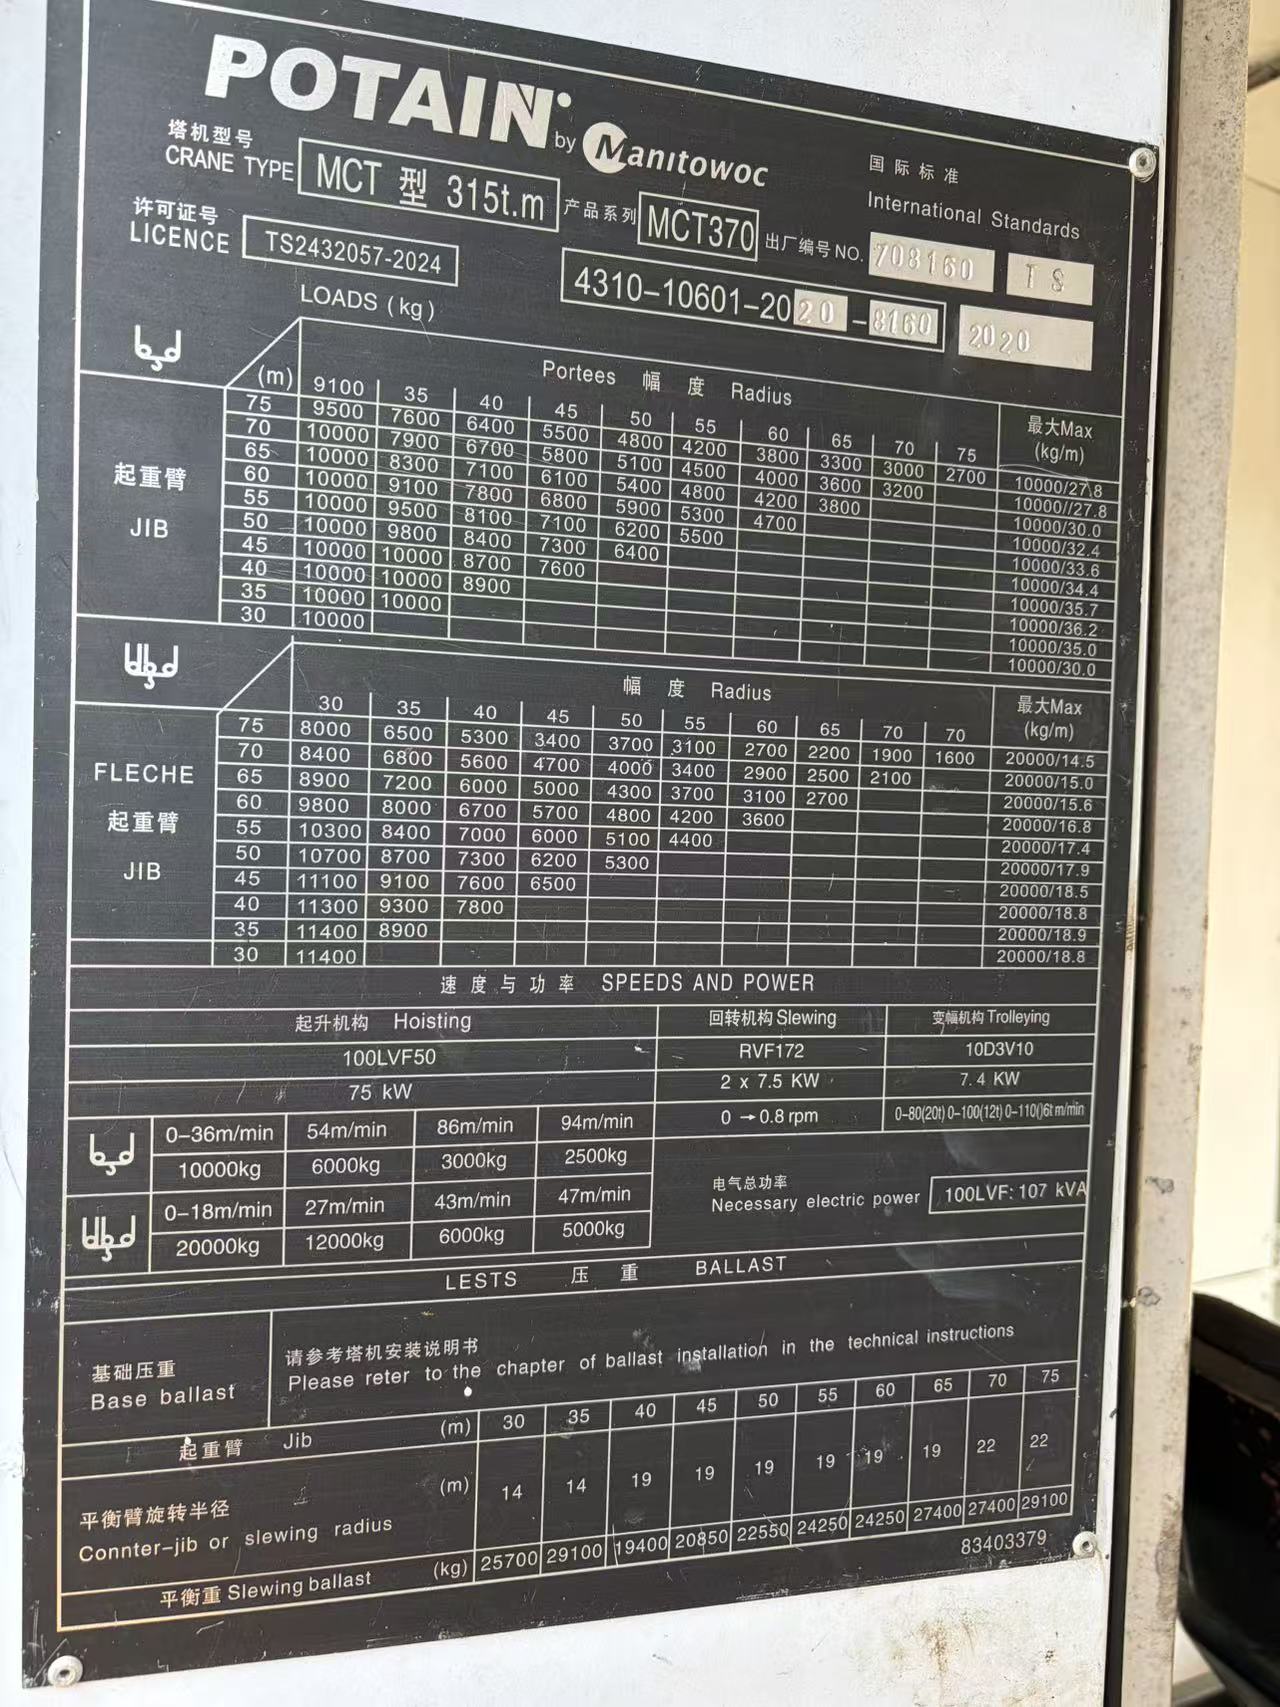 POTAIN by Manitowoc
塔机型号
CRANE TYPE MCT 型 315t.m 产品系列 MCT370 出厂编号 NO. 708160 TS
国际标准
International Standards
许可证号
LICENCE TS2432057-2024 4310-10601-2020-8160 2020
LOADS (kg)
Portees 幅度 Radius
(m) 9100 35 40 45 50 55 60 65 70 75 最大Max (kg/m)
起重臂
JIB
75 9500 7600 6400 5500 4800 4200 3800 3300 3000 2700 10000/27.8
70 10000 7900 6700 5800 5100 4500 4000 3600 3200 10000//27.8
65 10000 8300 7100 6100 5400 4800 4200 3800 10000/30.0
60 10000 9100 7800 6800 5900 5300 4700 10000/32.4
55 10000 9500 8100 7100 6200 5500 10000/33.6
50 10000 9800 8400 7300 6400 10000/34.4
45 10000 10000 8700 7600 10000/35.7
40 10000 10000 8900 10000/36.2
35 10000 10000 10000/35.0
30 10000 10000/30.0
幅度 Radius
30 35 40 45 50 55 60 65 70 70 最大Max (kg/m)
FLECHE
起重臂
JIB
75 8000 6500 5300 3400 3700 3100 2700 2200 1900 1600 20000/14.5
70 8400 6800 5600 4700 4000 3400 2900 2500 2100 20000/15.0
65 8900 7200 6000 5000 4300 3700 3100 2700 20000/15.6
60 9800 8000 6700 5700 4800 4200 3600 20000/16.8
55 10300 8400 7000 6000 5100 4400 20000/17.4
50 10700 8700 7300 6200 5300 20000/17.9
45 11100 9100 7600 6500 20000/18.5
40 11300 9300 7800 20000/18.8
35 11400 8900 20000/18.9
30 11400 20000/18.8
速度与功率 SPEEDS AND POWER
起升机构 Hoisting 回转机构 Slewing 变幅机构 Trolleying
100LVF50 RVF172 10D3V10
75 kW 2 x 7.5 KW 7.4 KW
0→0.8 rpm 0-80(20t) 0-100(12t) 0-110()6t m/min
0-36m/min 54m/min 86m/min 94m/min
10000kg 6000kg 3000kg 2500kg
0-18m/min 27m/min 43m/min 47m/min
20000kg 12000kg 6000kg 5000kg
电气总功率
Necessary electric power 100LVF: 107 kVA
LESTS 压重 BALLAST
基础压重
Base ballast
请参考塔机安装说明书
Please reter to the chapter of ballast installation in the technical instructions
起重臂 Jib (m) 30 35 40 45 50 55 60 65 70 75
平衡臂旋转半径
Connter-jib or slewing radius (m) 14 14 19 19 19 19 19 19 22 22
平衡重 Slewing ballast (kg) 25700 29100 19400 20850 22550 24250 24250 27400 27400 29100
83403379